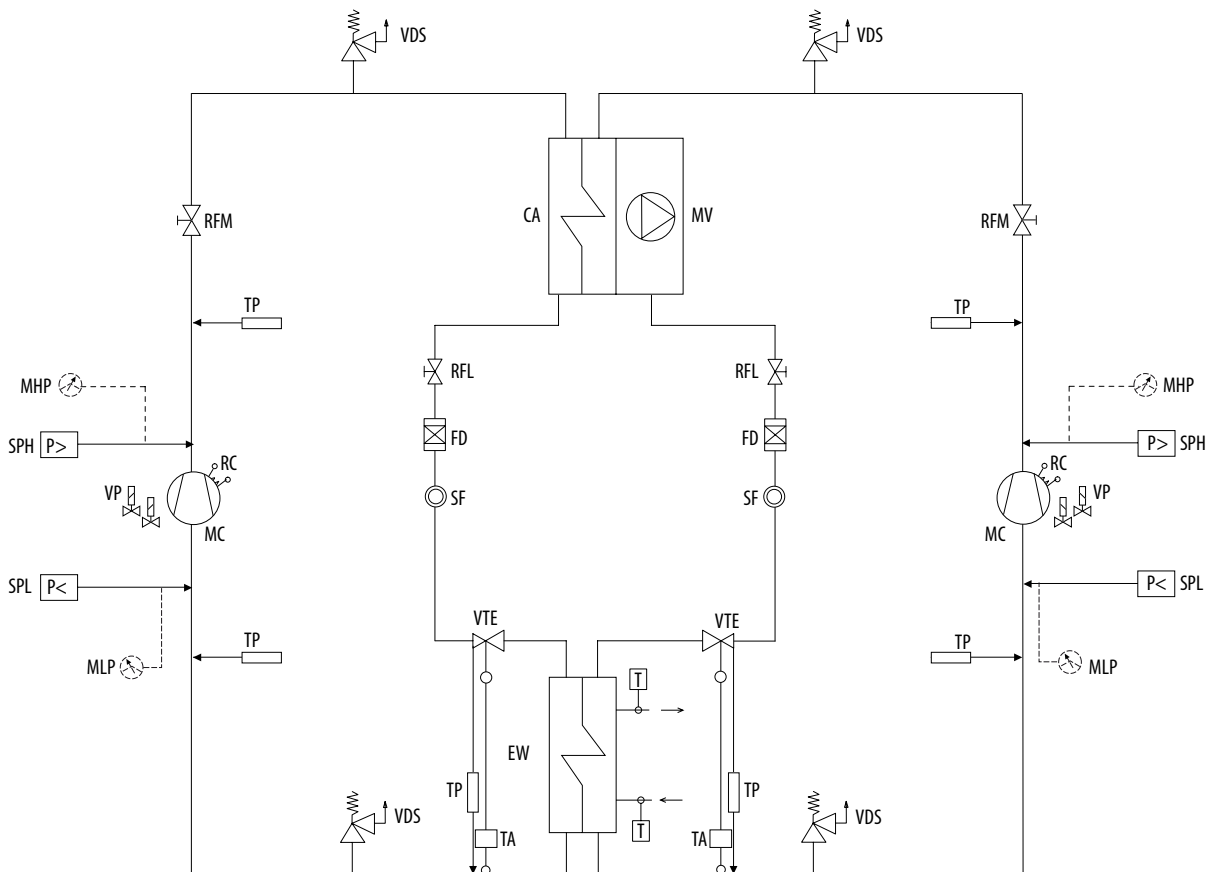 VDS VDS
RFM CA MV RFM
TP TP
MHP RFL RFL MHP
SPH P> FD FD P> SPH
RC RC
VP SF SF VP
MC MC
SPL P< P< SPL
VTE VTE
MLP TP TP MLP
T
EW
TP TP
VDS T VDS
TA TA